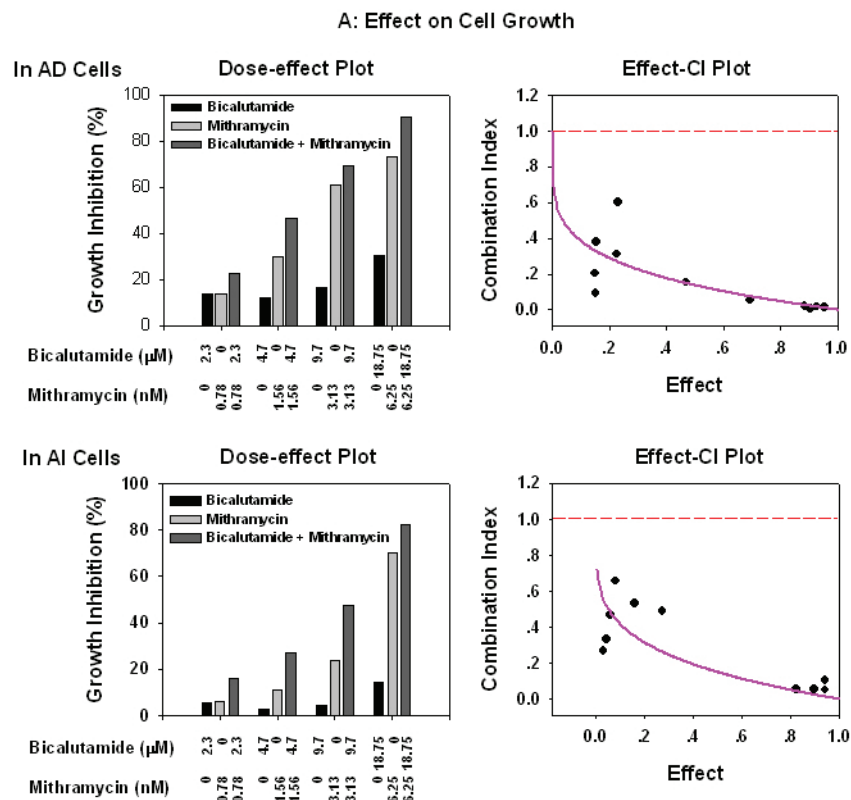 A: Effect on Cell Growth
In AD Cells
Dose-effect Plot
Effect-CI Plot
Growth Inhibition (%)
100
80
60
40
20
0
Bicalutamide
Mithramycin
Bicalutamide + Mithramycin
Bicalutamide (µM)
2.3 0 2.3 4.7 0 4.7 9.7 0 9.7 18.75 0 18.75
Mithramycin (nM)
0 0.78 0.78 0 1.56 1.56 0 3.13 3.13 0 6.25 6.25
Combination Index
1.2
1.0
.8
.6
.4
.2
0.0
0.0 .2 .4 .6 .8 1.0
Effect
In AI Cells
Dose-effect Plot
Effect-CI Plot
Growth Inhibition (%)
100
80
60
40
20
0
Bicalutamide
Mithramycin
Bicalutamide + Mithramycin
Bicalutamide (µM)
2.3 0 2.3 4.7 0 4.7 9.7 0 9.7 18.75 0 18.75
Mithramycin (nM)
0 0.78 0.78 0 1.56 1.56 0 3.13 3.13 0 6.25 6.25
Combination Index
1.2
1.0
.8
.6
.4
.2
0.0
0.0 .2 .4 .6 .8 1.0
Effect